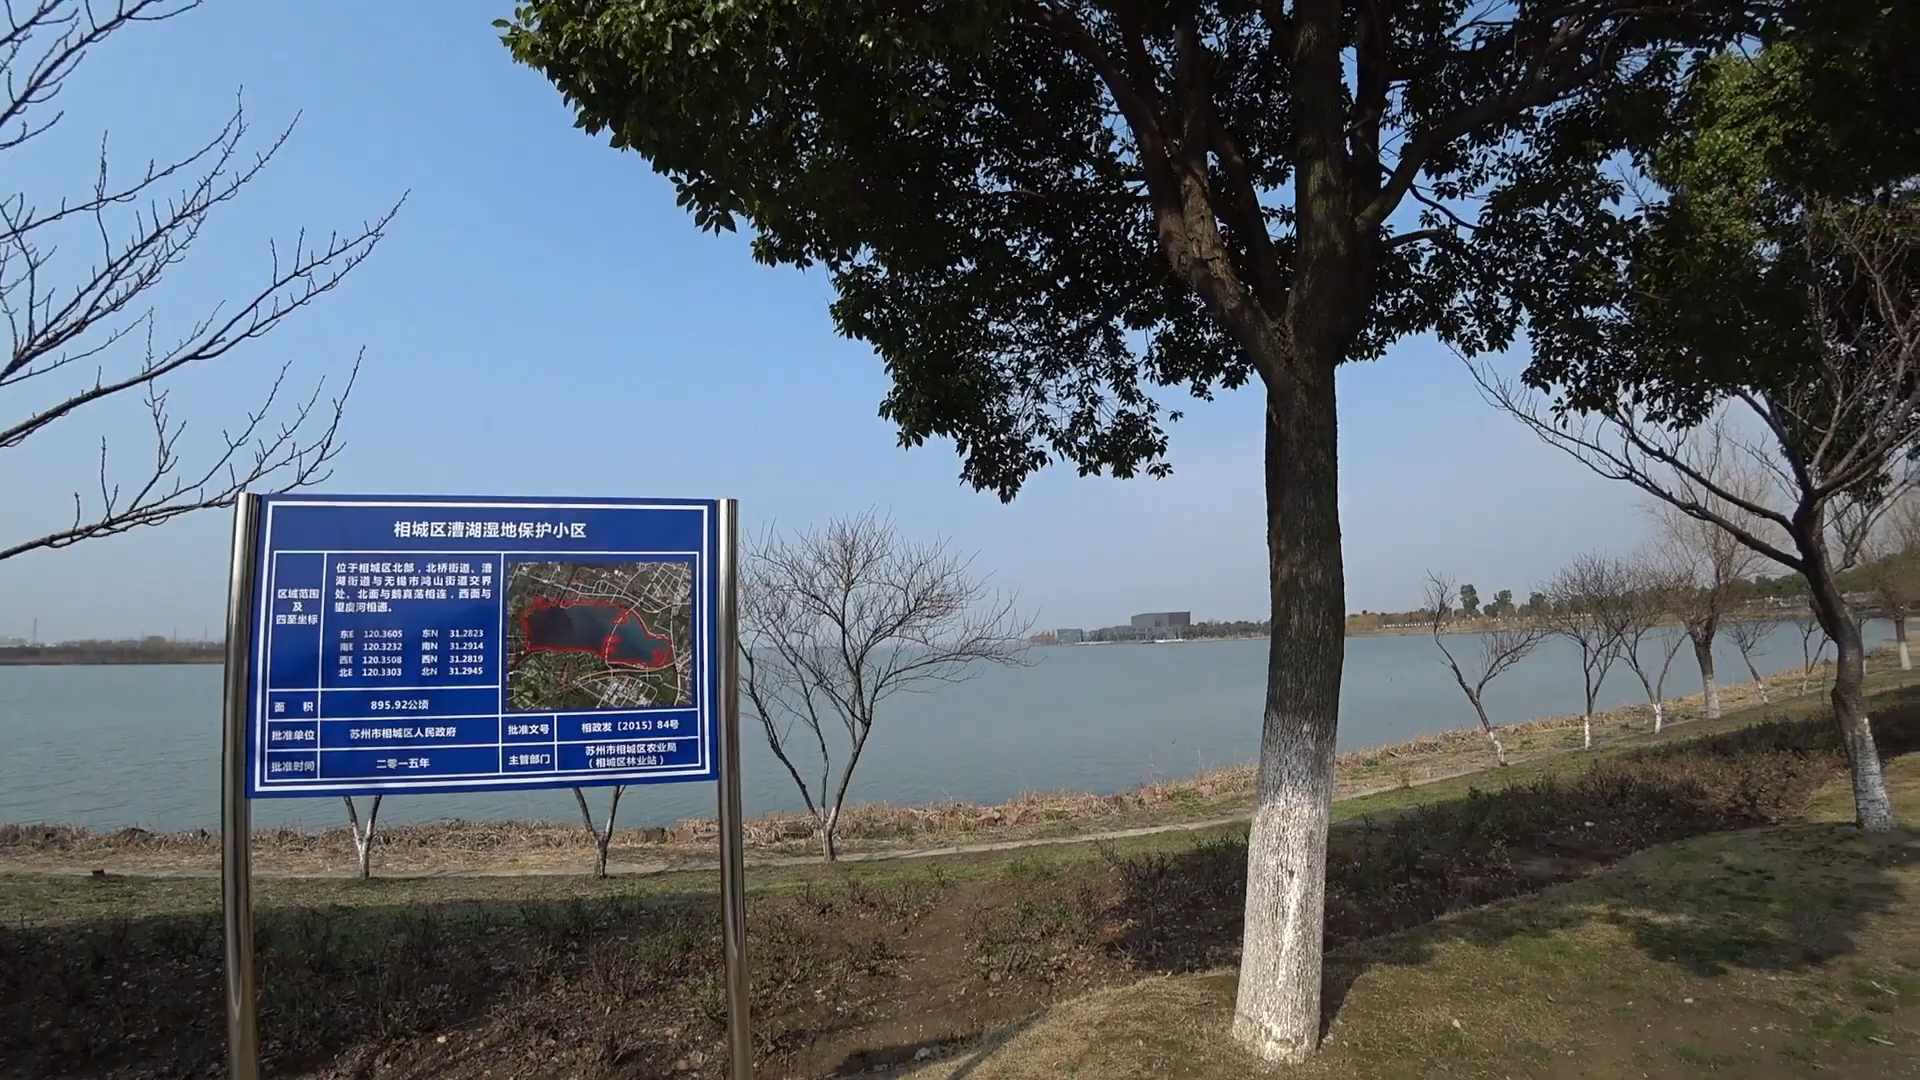 相城区漕湖湿地保护小区
区域范围
及
四至坐标
位于相城区北部，北桥街道、漕
湖街道与无锡市鸿山街道交界
处。北面与鹅真荡相连，西面与
望虞河相通。
东E 120.3605 东N 31.2823
南E 120.3232 南N 31.2914
西E 120.3508 西N 31.2819
北E 120.3303 北N 31.2945
面 积 895.92公顷
批准单位 苏州市相城区人民政府 批准文号 相政发〔2015〕84号
批准时间 二零一五年 主管部门 苏州市相城区农业局
（相城区林业站）